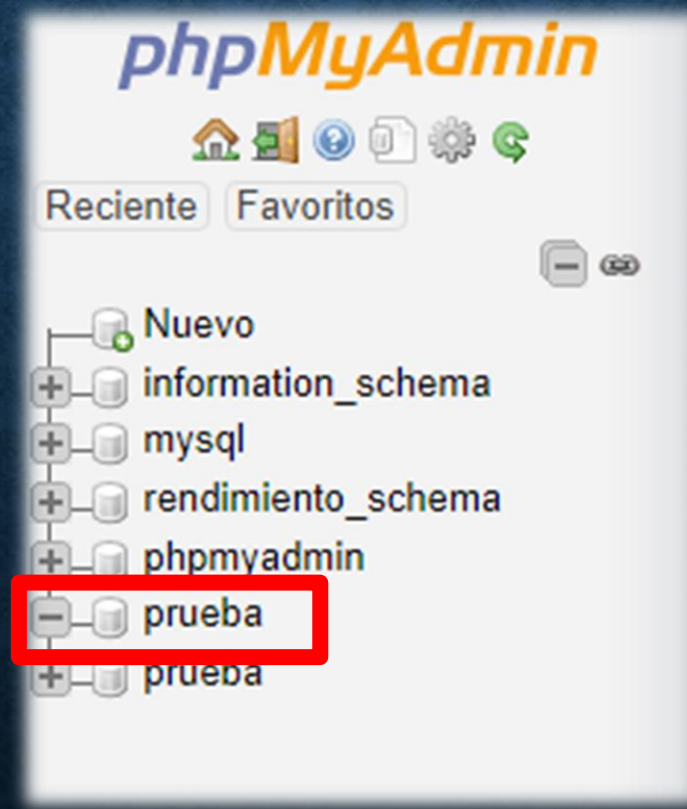 phpMyAdmin
Reciente Favoritos
Nuevo
information_schema
mysql
rendimiento_schema
phpmyadmin
prueba
prueba